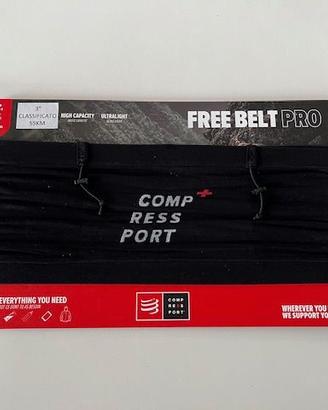 3°
CLASSIFICATO
55KM
HIGH CAPACITY
ULTRALIGHT
FREE BELT PRO
COMP
RESS
PORT
EVERYTHING YOU NEED
COMP
RESS
PORT
WHEREVER YOU
WE SUPPORT YO